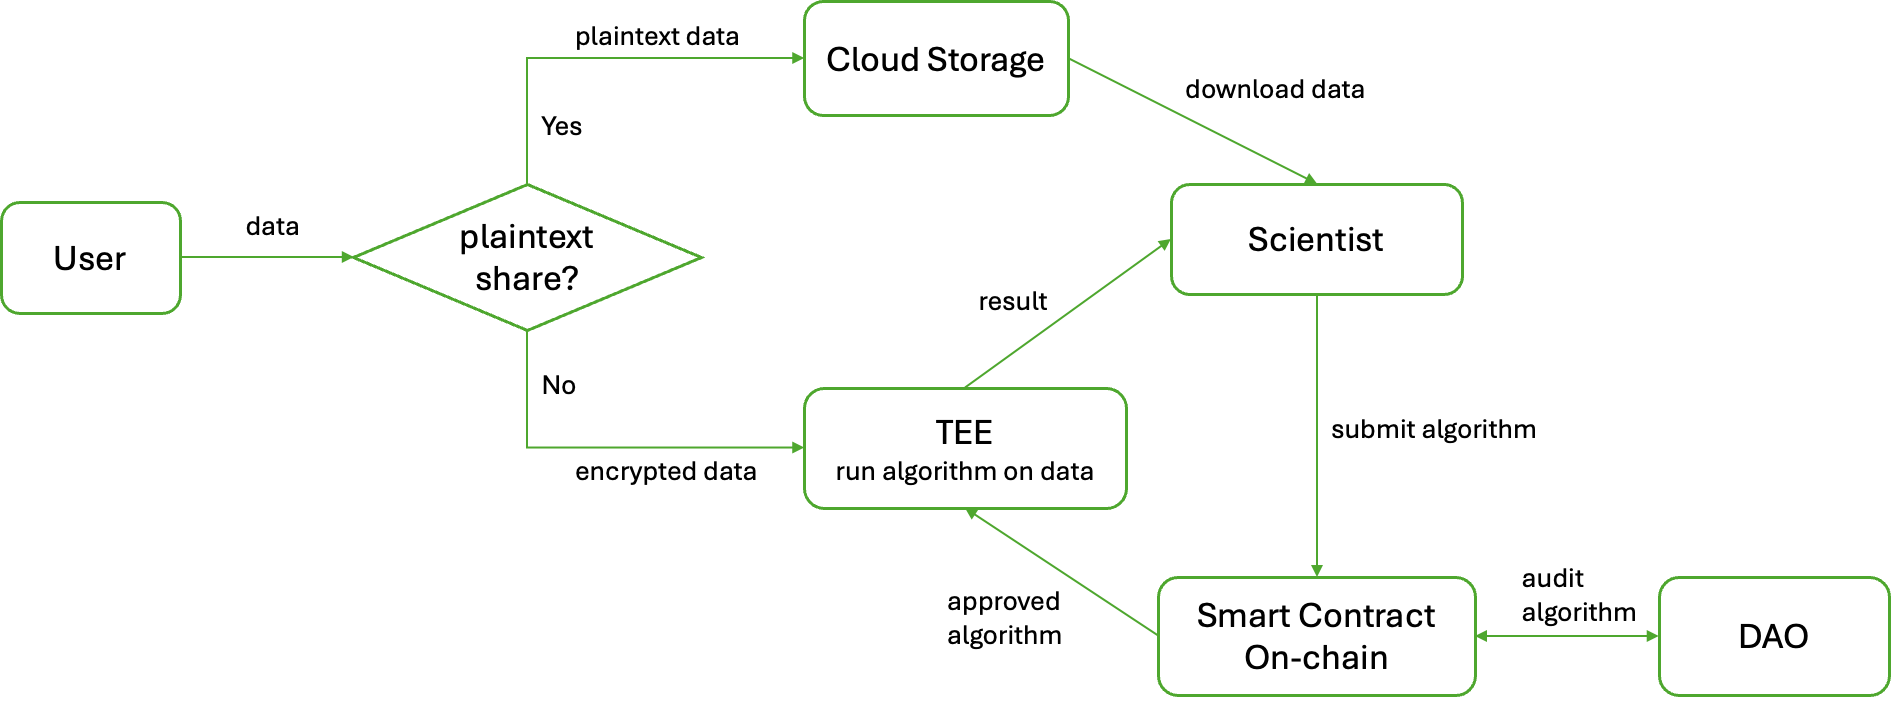 plaintext data
Cloud Storage
download data
Yes
User
data
plaintext
share?
Scientist
result
No
encrypted data
TEE
run algorithm on data
submit algorithm
approved
algorithm
Smart Contract
On-chain
audit
algorithm
DAO